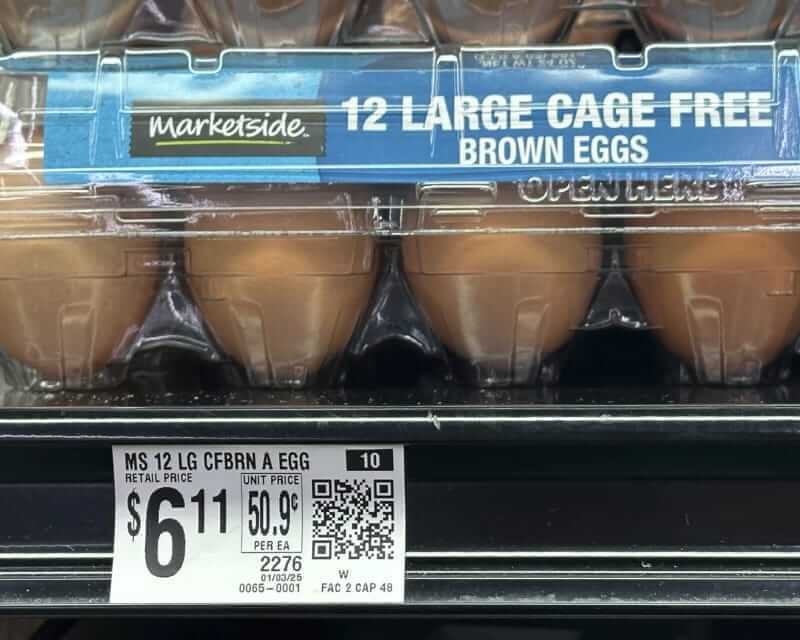 Marketside.
12 LARGE CAGE FREE
BROWN EGGS
OPEN HERE
MS 12 LG CFBRN A EGG
10
RETAIL PRICE
$6 11
UNIT PRICE
50.9¢
PER EA
2276
01/03/25
0065-0001
W
FAC 2 CAP 48